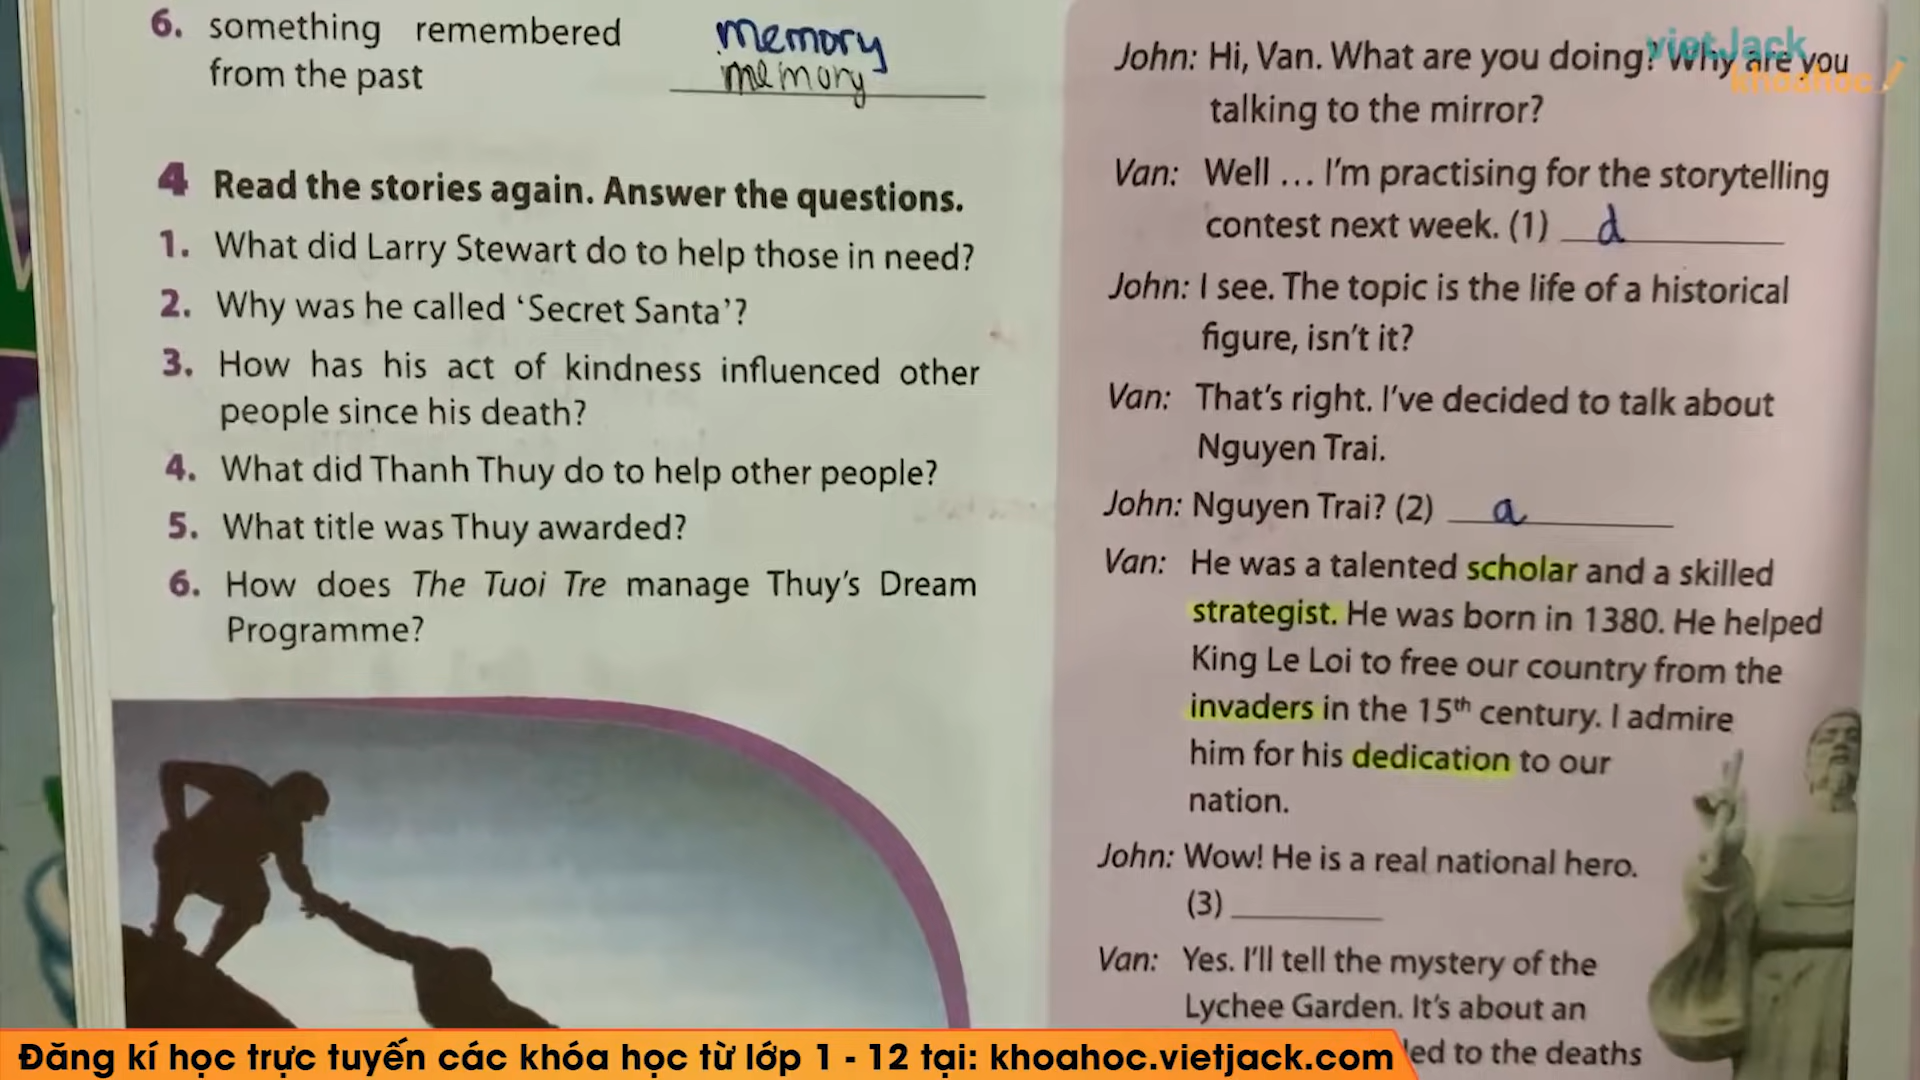 6. something remembered
from the past
memory
memory
4 Read the stories again. Answer the questions.
1. What did Larry Stewart do to help those in need?
2. Why was he called ‘Secret Santa’?
3. How has his act of kindness influenced other
people since his death?
4. What did Thanh Thuy do to help other people?
5. What title was Thuy awarded?
6. How does The Tuoi Tre manage Thuy’s Dream
Programme?
vietJack
khoahoc
John: Hi, Van. What are you doing? Why are you
talking to the mirror?
Van: Well … I’m practising for the storytelling
contest next week. (1) d
John: I see. The topic is the life of a historical
figure, isn’t it?
Van: That’s right. I’ve decided to talk about
Nguyen Trai.
John: Nguyen Trai? (2) a
Van: He was a talented scholar and a skilled
strategist. He was born in 1380. He helped
King Le Loi to free our country from the
invaders in the 15th century. I admire
him for his dedication to our
nation.
John: Wow! He is a real national hero.
(3)
Van: Yes. I’ll tell the mystery of the
Lychee Garden. It’s about an
led to the deaths
Đăng kí học trực tuyến các khóa học từ lớp 1 - 12 tại: khoahoc.vietjack.com